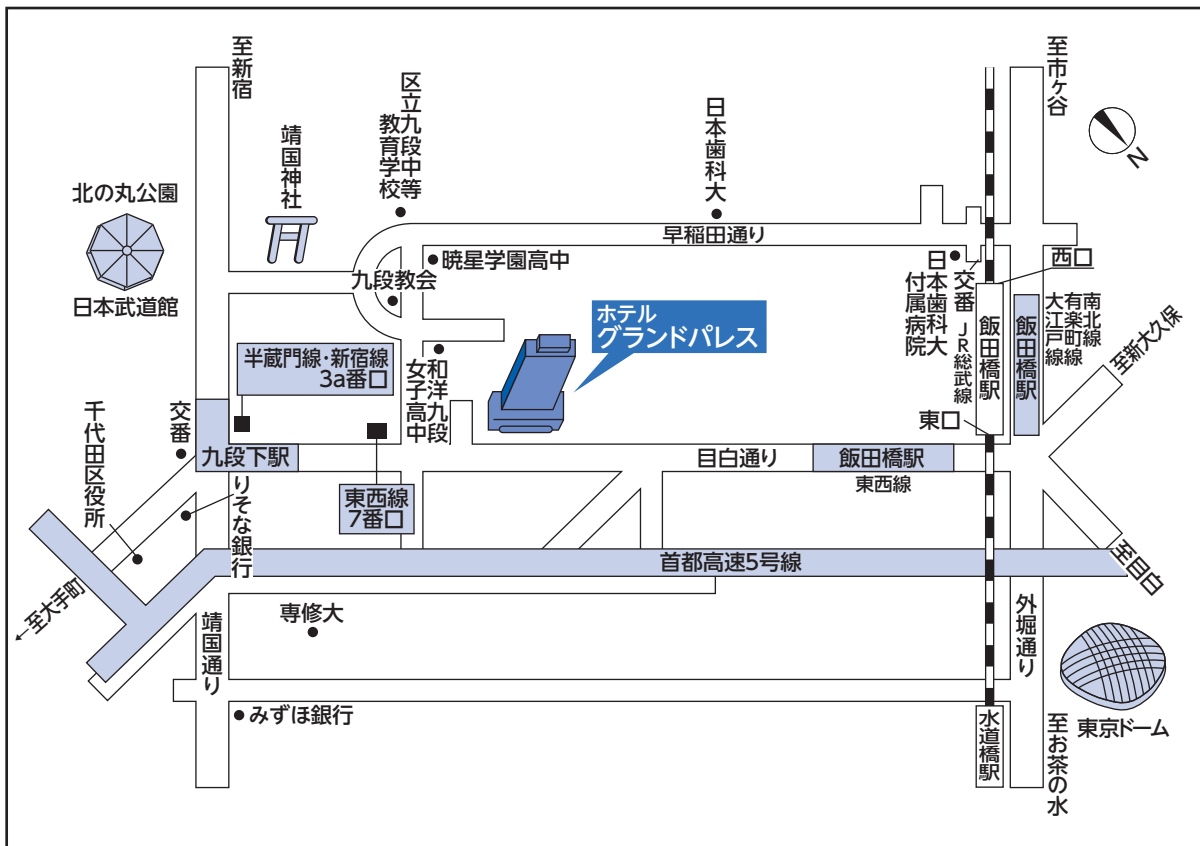 至新宿
区立九段中等
教育学校
日本歯科大
至市ヶ谷
N
靖国神社
北の丸公園
日本武道館
早稲田通り
暁星学園高中
九段教会
西口
日本歯科大
付属病院
交番
JR総武線
飯田橋駅
飯田橋駅
南北線
有楽町線
大江戸線
至新大久保
ホテル
グランドパレス
半蔵門線・新宿線
3a番口
和洋九段
女子高中
東口
交番
千代田区役所
九段下駅
目白通り
飯田橋駅
東西線
東西線
7番口
りそな銀行
首都高速5号線
至目白
←至大手町
靖国通り
専修大
外堀通り
みずほ銀行
水道橋駅
東京ドーム
至お茶の水